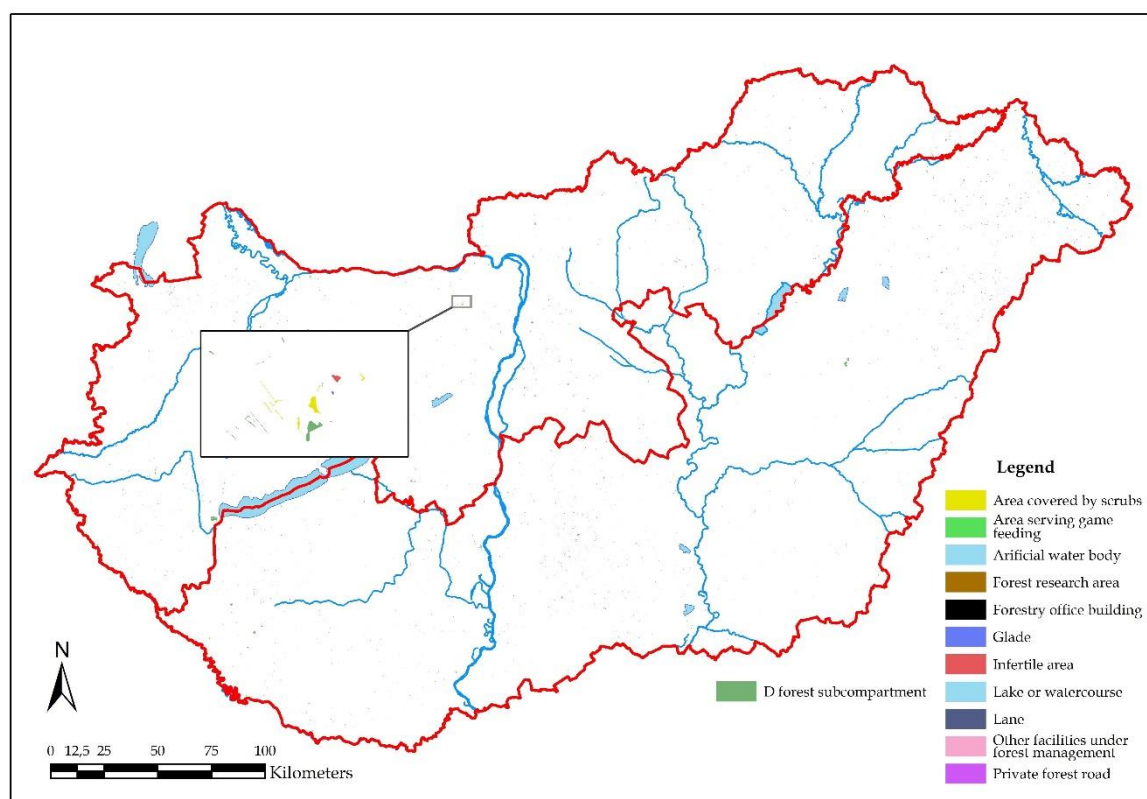 Legend
Area covered by scrubs
Area serving game
feeding
Arificial water body
Forest research area
Forestry office building
Glade
Infertile area
Lake or watercourse
Lane
Other facilities under
forest management
Private forest road
D forest subcompartment
N
0 12,5 25 50 75 100
Kilometers